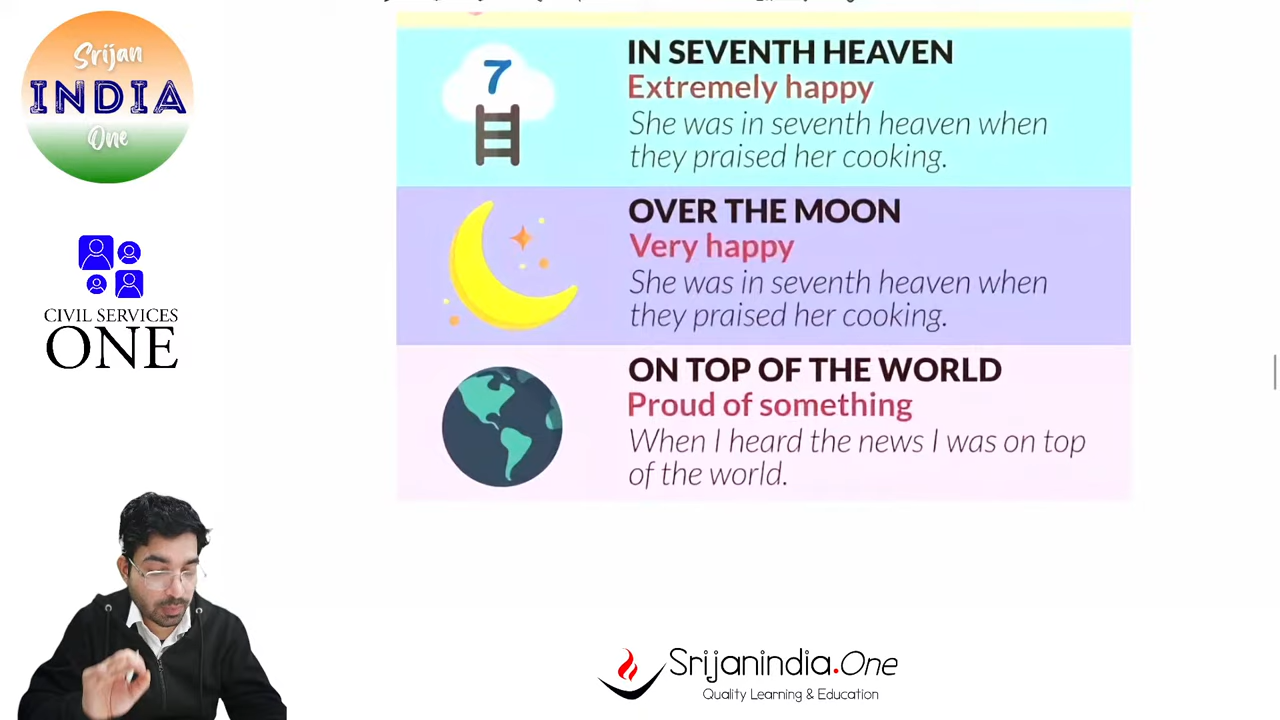 Srijan
INDIA
One
CIVIL SERVICES
ONE
7
IN SEVENTH HEAVEN
Extremely happy
She was in seventh heaven when
they praised her cooking.
OVER THE MOON
Very happy
She was in seventh heaven when
they praised her cooking.
ON TOP OF THE WORLD
Proud of something
When I heard the news I was on top
of the world.
Srijanindia.One
Quality Learning & Education